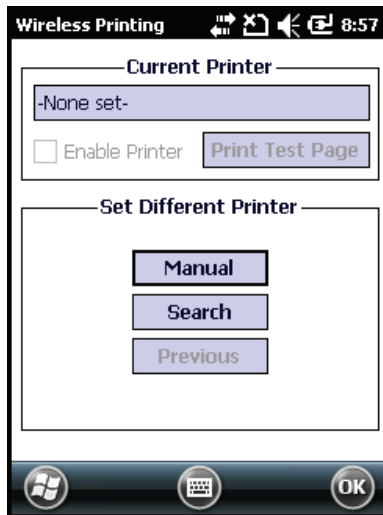 Wireless Printing 8:57
Current Printer
-None set-
Enable Printer Print Test Page
Set Different Printer
Manual
Search
Previous
OK